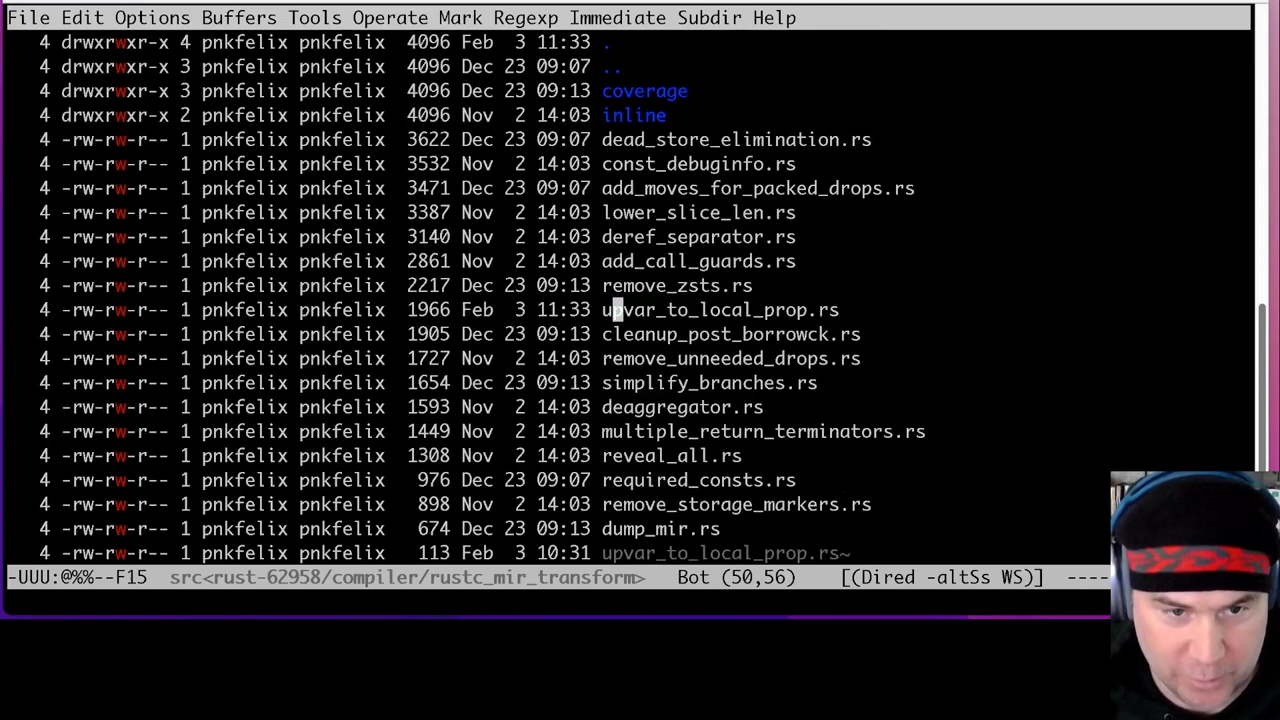 File Edit Options Buffers Tools Operate Mark Regexp Immediate Subdir Help
4 drwxrwxr-x 4 pnkfelix pnkfelix 4096 Feb 3 11:33 .
4 drwxrwxr-x 3 pnkfelix pnkfelix 4096 Dec 23 09:07 ..
4 drwxrwxr-x 3 pnkfelix pnkfelix 4096 Dec 23 09:13 coverage
4 drwxrwxr-x 2 pnkfelix pnkfelix 4096 Nov 2 14:03 inline
4 -rw-rw-r-- 1 pnkfelix pnkfelix 3622 Dec 23 09:07 dead_store_elimination.rs
4 -rw-rw-r-- 1 pnkfelix pnkfelix 3532 Nov 2 14:03 const_debuginfo.rs
4 -rw-rw-r-- 1 pnkfelix pnkfelix 3471 Dec 23 09:07 add_moves_for_packed_drops.rs
4 -rw-rw-r-- 1 pnkfelix pnkfelix 3387 Nov 2 14:03 lower_slice_len.rs
4 -rw-rw-r-- 1 pnkfelix pnkfelix 3140 Nov 2 14:03 deref_separator.rs
4 -rw-rw-r-- 1 pnkfelix pnkfelix 2861 Nov 2 14:03 add_call_guards.rs
4 -rw-rw-r-- 1 pnkfelix pnkfelix 2217 Dec 23 09:13 remove_zsts.rs
4 -rw-rw-r-- 1 pnkfelix pnkfelix 1966 Feb 3 11:33 upvar_to_local_prop.rs
4 -rw-rw-r-- 1 pnkfelix pnkfelix 1905 Dec 23 09:13 cleanup_post_borrowck.rs
4 -rw-rw-r-- 1 pnkfelix pnkfelix 1727 Nov 2 14:03 remove_unneeded_drops.rs
4 -rw-rw-r-- 1 pnkfelix pnkfelix 1654 Dec 23 09:13 simplify_branches.rs
4 -rw-rw-r-- 1 pnkfelix pnkfelix 1593 Nov 2 14:03 deaggregator.rs
4 -rw-rw-r-- 1 pnkfelix pnkfelix 1449 Nov 2 14:03 multiple_return_terminators.rs
4 -rw-rw-r-- 1 pnkfelix pnkfelix 1308 Nov 2 14:03 reveal_all.rs
4 -rw-rw-r-- 1 pnkfelix pnkfelix 976 Dec 23 09:07 required_consts.rs
4 -rw-rw-r-- 1 pnkfelix pnkfelix 898 Nov 2 14:03 remove_storage_markers.rs
4 -rw-rw-r-- 1 pnkfelix pnkfelix 674 Dec 23 09:13 dump_mir.rs
4 -rw-rw-r-- 1 pnkfelix pnkfelix 113 Feb 3 10:31 upvar_to_local_prop.rs~
-UUU:@%%--F15 src<rust-62958/compiler/rustc_mir_transform> Bot (50,56) [(Dired -altSs WS)] ----